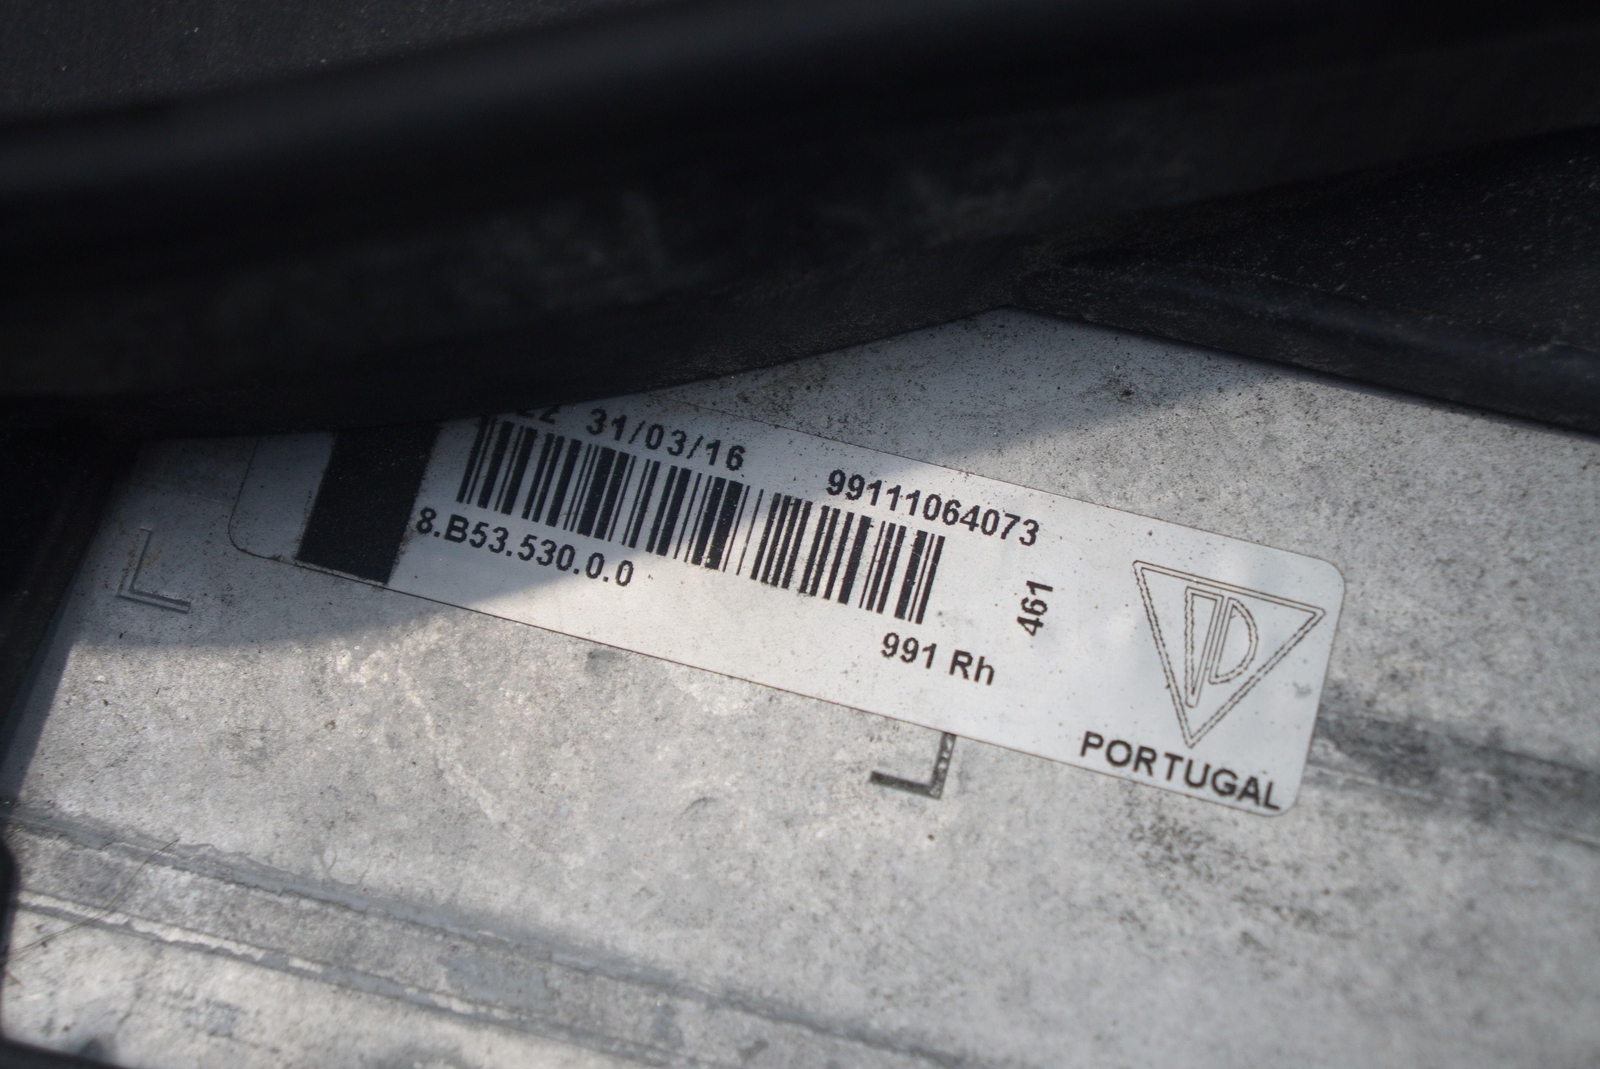 31/03/16
99111064073
8.B53.530.0.0
461
991 Rh
PORTUGAL